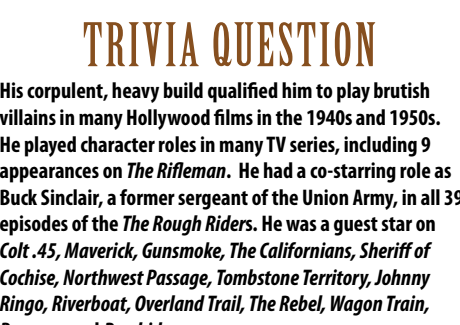 TRIVIA QUESTION
His corpulent, heavy build qualified him to play brutish
villains in many Hollywood films in the 1940s and 1950s.
He played character roles in many TV series, including 9
appearances on The Rifleman. He had a co-starring role as
Buck Sinclair, a former sergeant of the Union Army, in all 39
episodes of the The Rough Riders. He was a guest star on
Colt .45, Maverick, Gunsmoke, The Californians, Sheriff of
Cochise, Northwest Passage, Tombstone Territory, Johnny
Ringo, Riverboat, Overland Trail, The Rebel, Wagon Train,